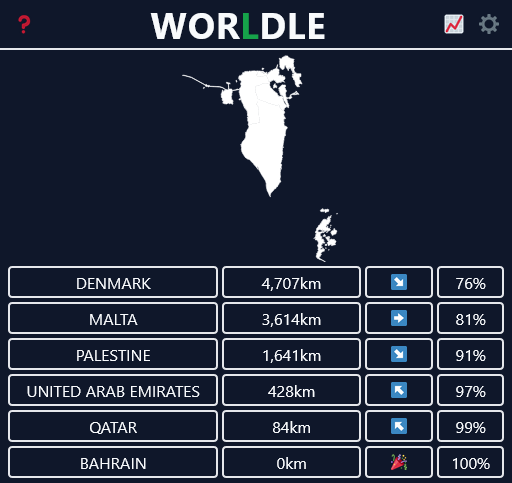 ❓ WORLDLE
DENMARK 4,707km ↘️ 76%
MALTA 3,614km ➡️ 81%
PALESTINE 1,641km ↘️ 91%
UNITED ARAB EMIRATES 428km ↖️ 97%
QATAR 84km ↖️ 99%
BAHRAIN 0km 🎉 100%